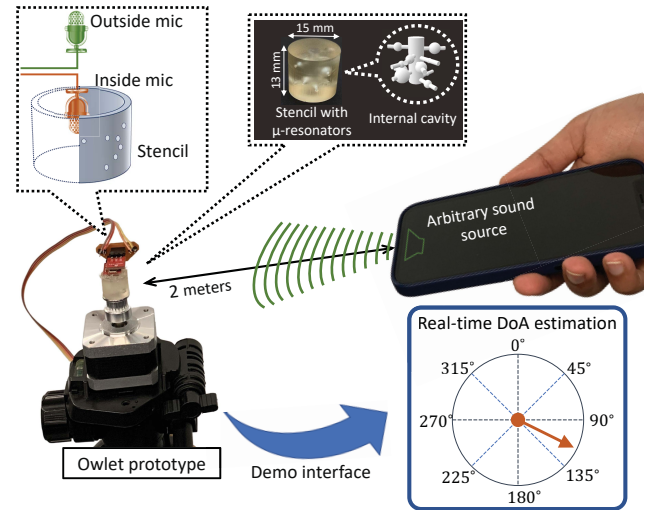 Outside mic
Inside mic
Stencil
15 mm
13 mm
Stencil with
μ-resonators
Internal cavity
Arbitrary sound
source
2 meters
Owlet prototype
Demo interface
Real-time DoA estimation
0°
315°
45°
270°
90°
225°
135°
180°